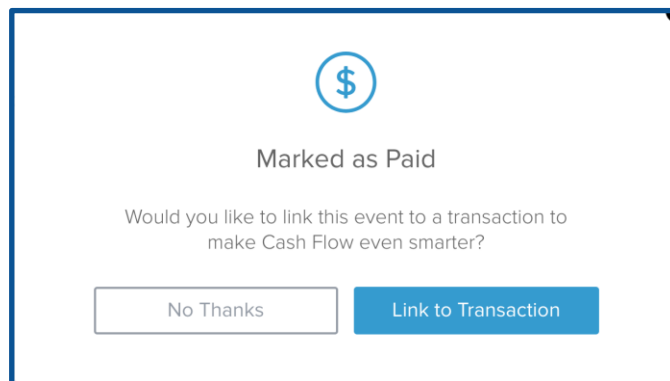 $
Marked as Paid
Would you like to link this event to a transaction to
make Cash Flow even smarter?
No Thanks
Link to Transaction